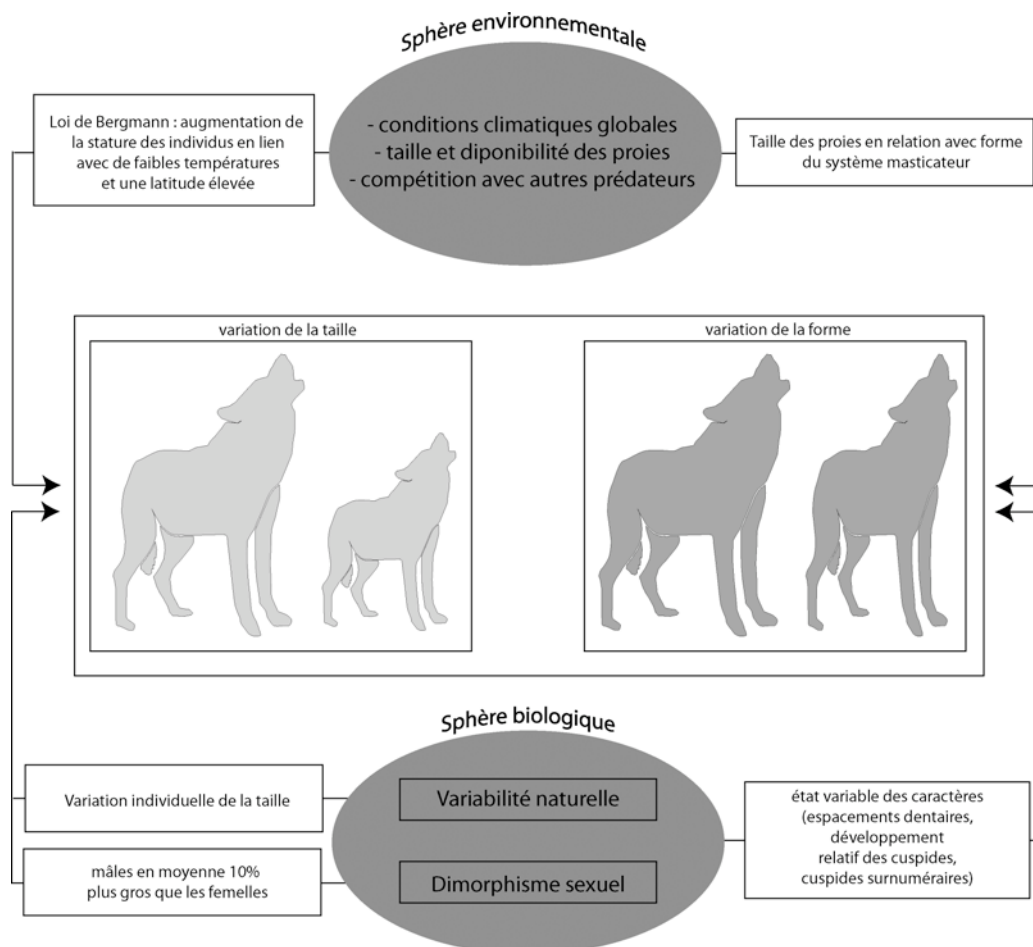 Sphère environnementale
Loi de Bergmann : augmentation de
la stature des individus en lien
avec de faibles températures
et une latitude élevée
- conditions climatiques globales
- taille et diponibilité des proies
- compétition avec autres prédateurs
Taille des proies en relation avec forme
du système masticateur
variation de la taille
variation de la forme
Sphère biologique
Variation individuelle de la taille
mâles en moyenne 10%
plus gros que les femelles
Variabilité naturelle
Dimorphisme sexuel
état variable des caractères
(espacements dentaires,
développement
relatif des cuspides,
cuspides surnuméraires)